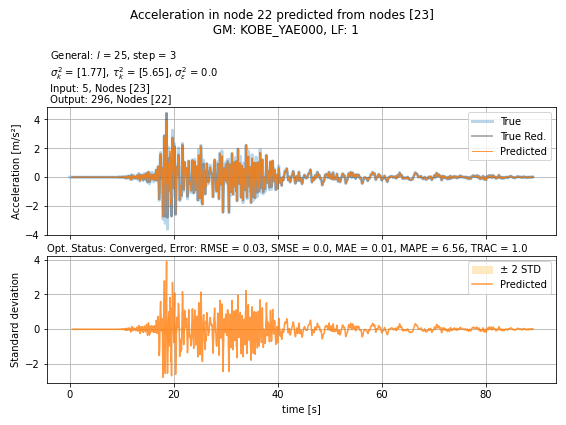 Acceleration in node 22 predicted from nodes [23]
GM: KOBE_YAE000, LF: 1
General: l = 25, step = 3
σ²ₖ = [1.77], τ²ₖ = [5.65], σ²ε = 0.0
Input: 5, Nodes [23]
Output: 296, Nodes [22]
Acceleration [m/s²]
4
2
0
−2
−4
True
True Red.
Predicted
Opt. Status: Converged, Error: RMSE = 0.03, SMSE = 0.0, MAE = 0.01, MAPE = 6.56, TRAC = 1.0
Standard deviation
4
2
0
−2
± 2 STD
Predicted
0 20 40 60 80
time [s]